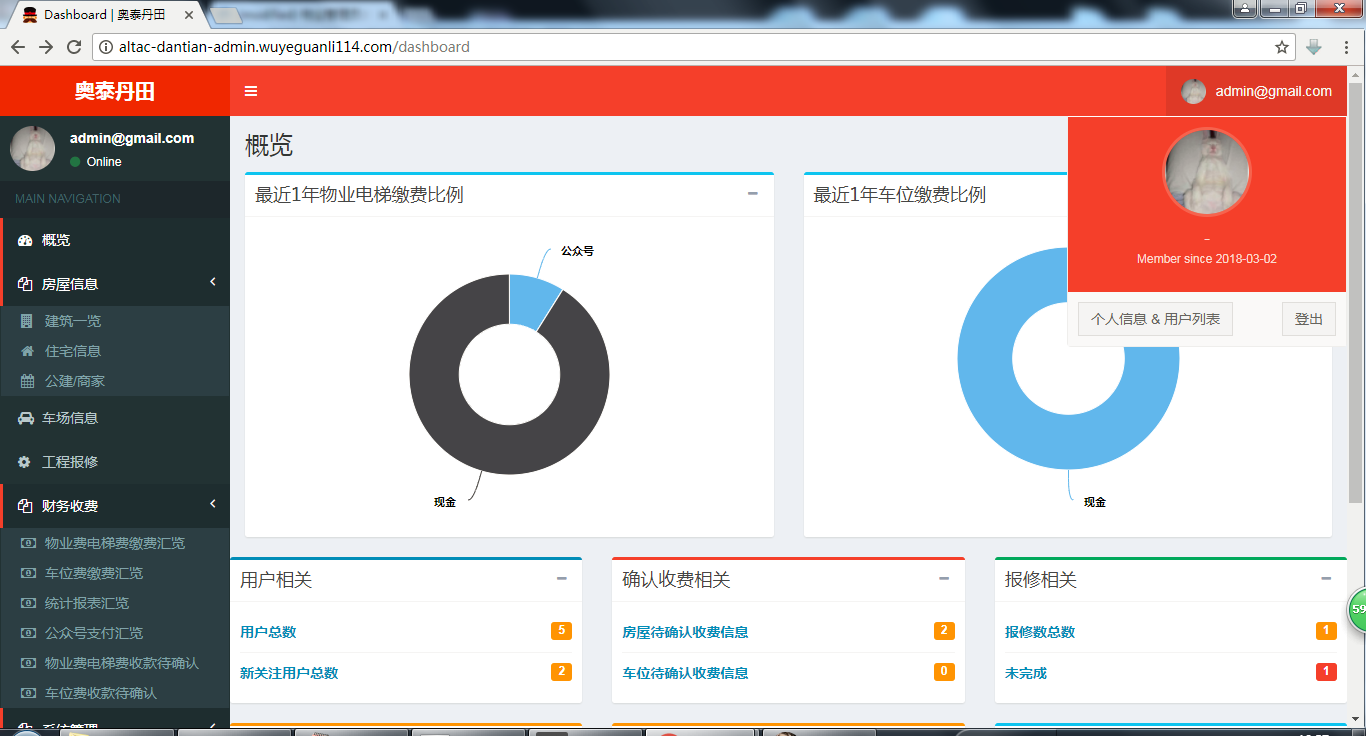 Dashboard | 奥泰丹田
altac-dantian-admin.wuyeguanli114.com/dashboard
奥泰丹田
admin@gmail.com
admin@gmail.com
Online
MAIN NAVIGATION
概览
房屋信息
建筑一览
住宅信息
公建/商家
车场信息
工程报修
财务收费
物业费电梯费缴费汇览
车位费缴费汇览
统计报表汇览
公众号支付汇览
物业费电梯费收款待确认
车位费收款待确认
系统管理
概览
最近1年物业电梯缴费比例
公众号
现金
最近1年车位缴费比例
现金
Member since 2018-03-02
个人信息 & 用户列表
登出
用户相关
用户总数 5
新关注用户总数 2
确认收费相关
房屋待确认收费信息 2
车位待确认收费信息 0
报修相关
报修数总数 1
未完成 1
59